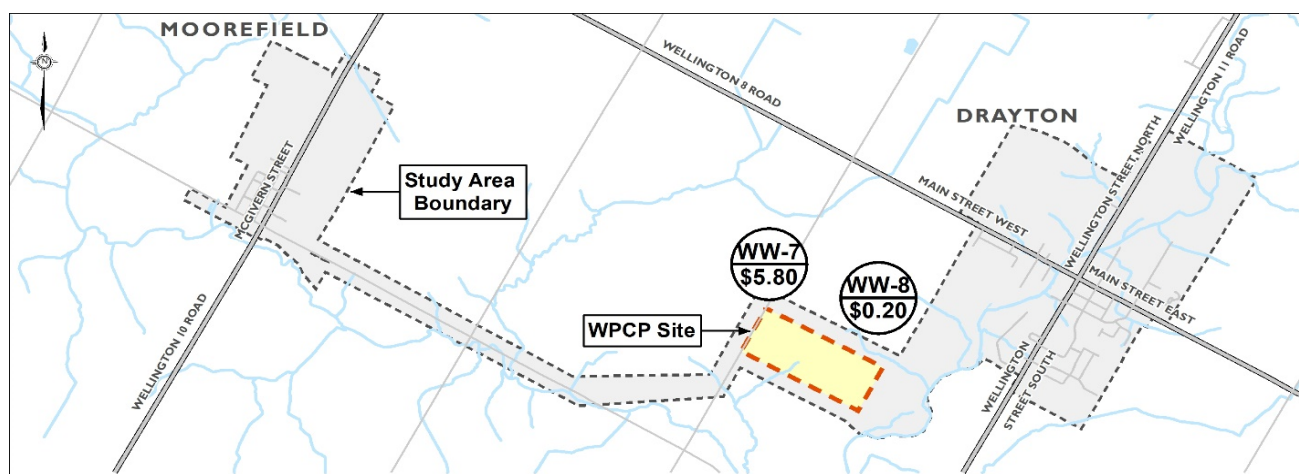 MOOREFIELD
N
WELLINGTON 8 ROAD
WELLINGTON 11 ROAD
DRAYTON
MCGIVERN STREET
Study Area
Boundary
WELLINGTON STREET, NORTH
MAIN STREET WEST
WW-7
$5.80
WW-8
$0.20
MAIN STREET EAST
WPCP Site
WELLINGTON 10 ROAD
WELLINGTON
STREET SOUTH